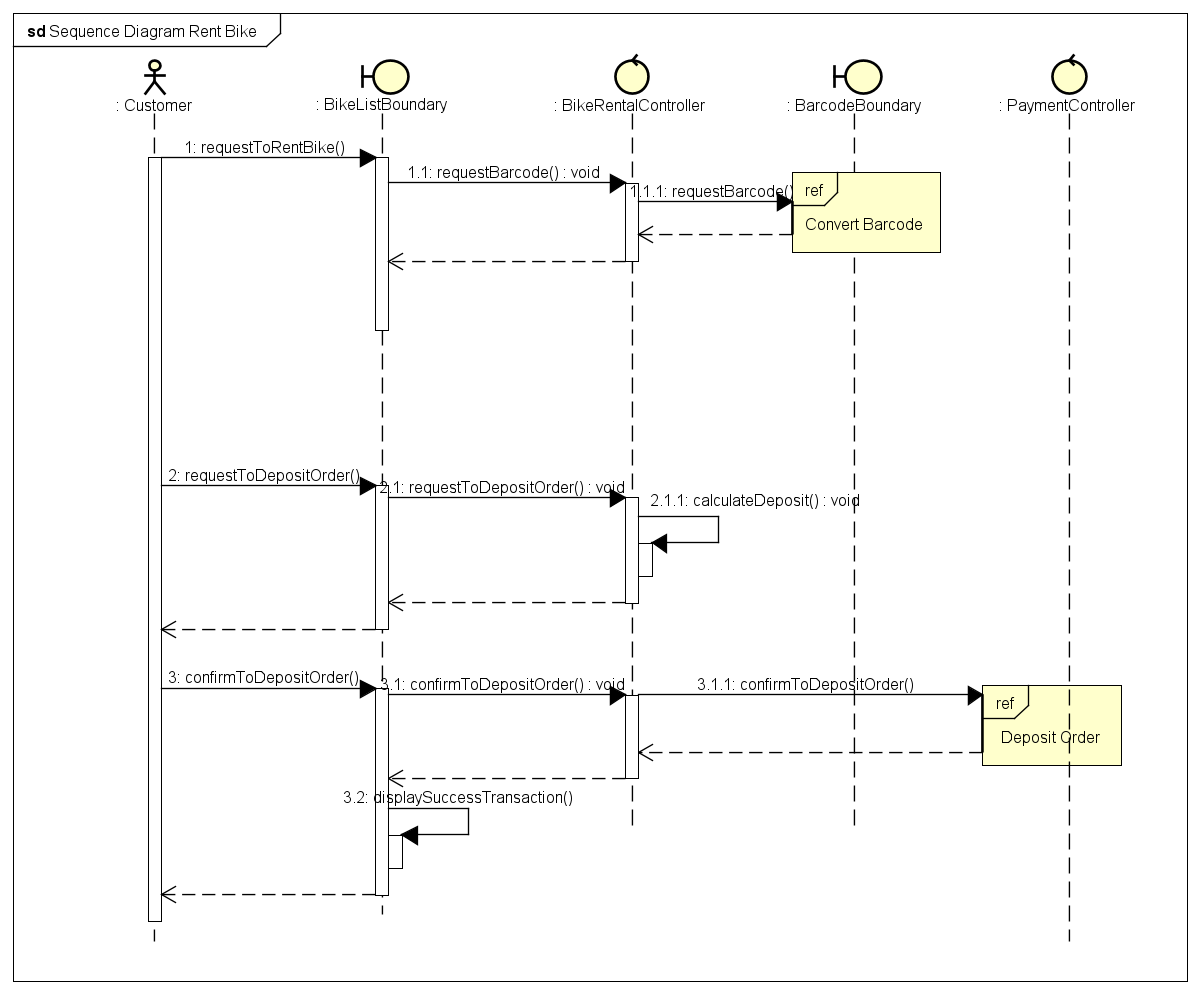 sd Sequence Diagram Rent Bike
: Customer
: BikeListBoundary
: BikeRentalController
: BarcodeBoundary
: PaymentController
1: requestToRentBike()
1.1: requestBarcode() : void
1.1.1: requestBarcode()
ref
Convert Barcode
2: requestToDepositOrder()
2.1: requestToDepositOrder() : void
2.1.1: calculateDeposit() : void
3: confirmToDepositOrder()
3.1: confirmToDepositOrder() : void
3.1.1: confirmToDepositOrder()
ref
Deposit Order
3.2: displaySuccessTransaction()